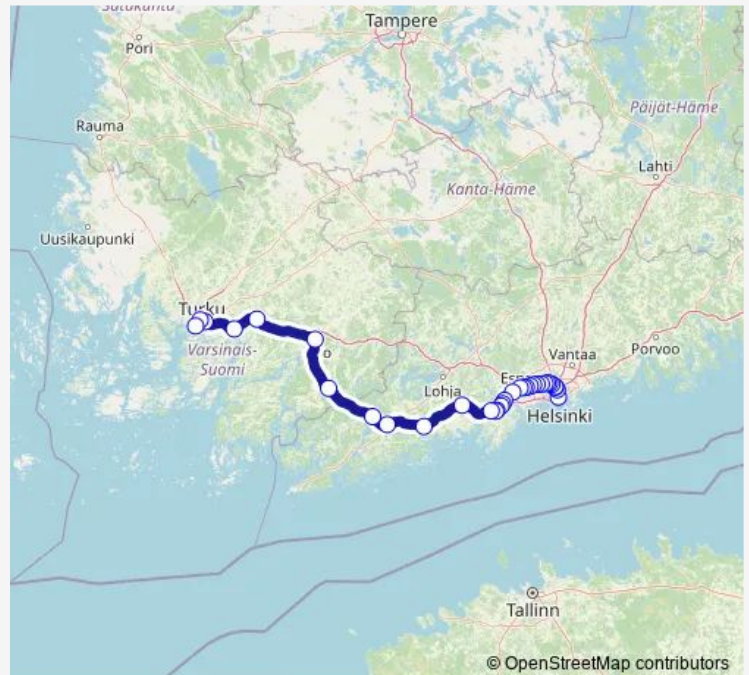 Satakunta
Tampere
Pori
Päijät-Häme
Rauma
Lahti
Kanta-Häme
Uusikaupunki
Turku
Varsinais-
Suomi
o
Vantaa
Porvoo
Lohja
Espoo
Helsinki
Tallinn
© OpenStreetMap contributors